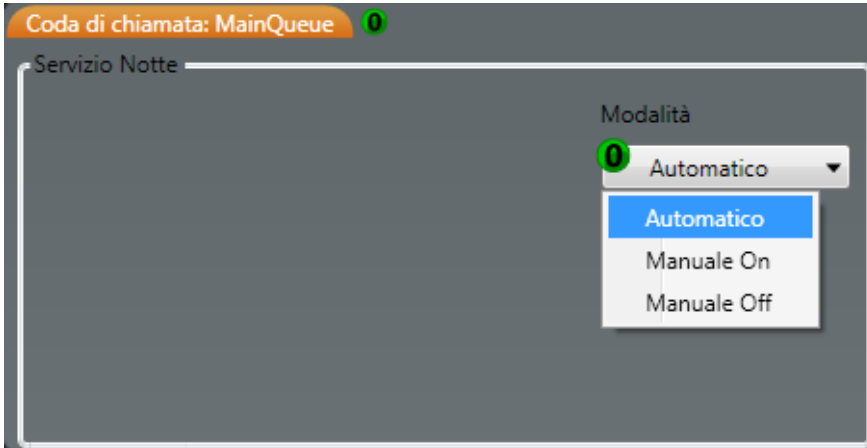 Coda di chiamata: MainQueue 0
Servizio Notte
Modalità
0 Automatico
Automatico
Manuale On
Manuale Off